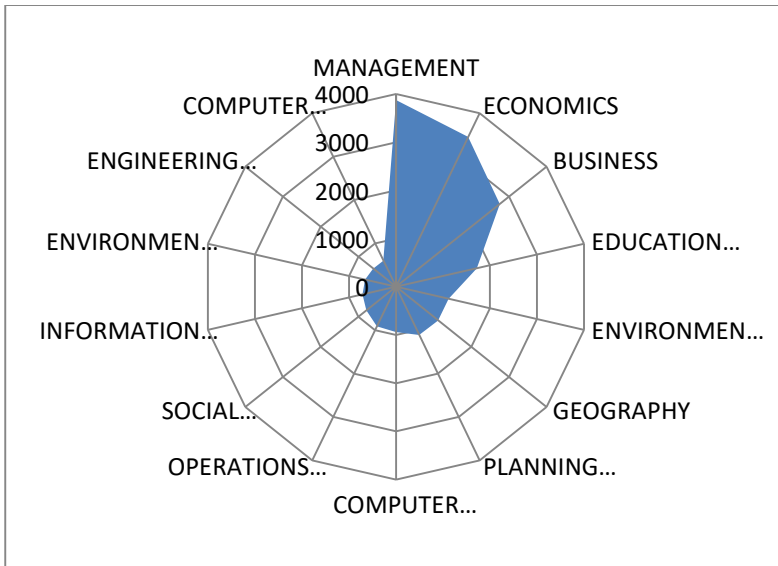 MANAGEMENT
ECONOMICS
BUSINESS
EDUCATION...
ENVIRONMEN...
GEOGRAPHY
PLANNING...
COMPUTER...
OPERATIONS...
SOCIAL...
INFORMATION...
ENVIRONMEN...
ENGINEERING...
COMPUTER...
4000
3000
2000
1000
0